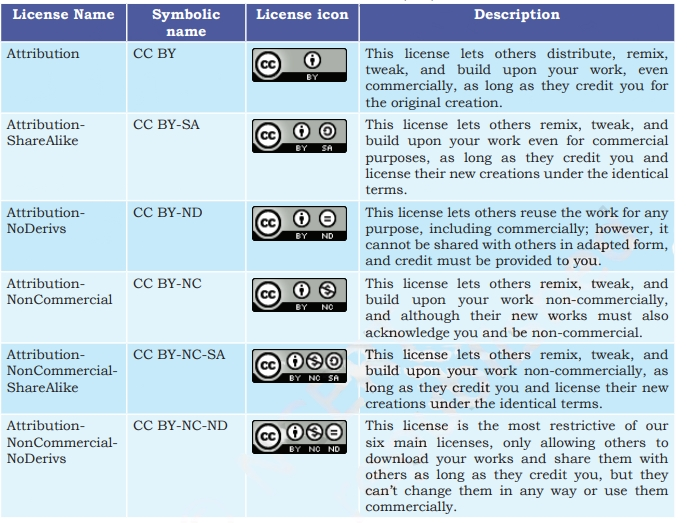 License Name
Symbolic
name
License icon
Description
Attribution
CC BY
cc
BY
This license lets others distribute, remix,
tweak, and build upon your work, even
commercially, as long as they credit you for
the original creation.
Attribution-
ShareAlike
CC BY-SA
cc
BY SA
This license lets others remix, tweak, and
build upon your work even for commercial
purposes, as long as they credit you and
license their new creations under the identical
terms.
Attribution-
NoDerivs
CC BY-ND
cc
BY ND
This license lets others reuse the work for any
purpose, including commercially; however, it
cannot be shared with others in adapted form,
and credit must be provided to you.
Attribution-
NonCommercial
CC BY-NC
cc
BY NC
This license lets others remix, tweak, and
build upon your work non-commercially,
and although their new works must also
acknowledge you and be non-commercial.
Attribution-
NonCommercial-
ShareAlike
CC BY-NC-SA
cc
BY NC SA
This license lets others remix, tweak, and
build upon your work non-commercially, as
long as they credit you and license their new
creations under the identical terms.
Attribution-
NonCommercial-
NoDerivs
CC BY-NC-ND
cc
BY NC ND
This license is the most restrictive of our
six main licenses, only allowing others to
download your works and share them with
others as long as they credit you, but they
can't change them in any way or use them
commercially.